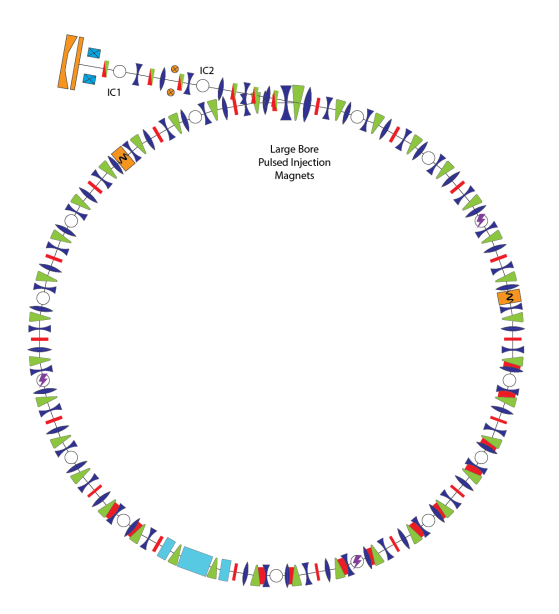 IC2
IC1
Large Bore
Pulsed Injection
Magnets